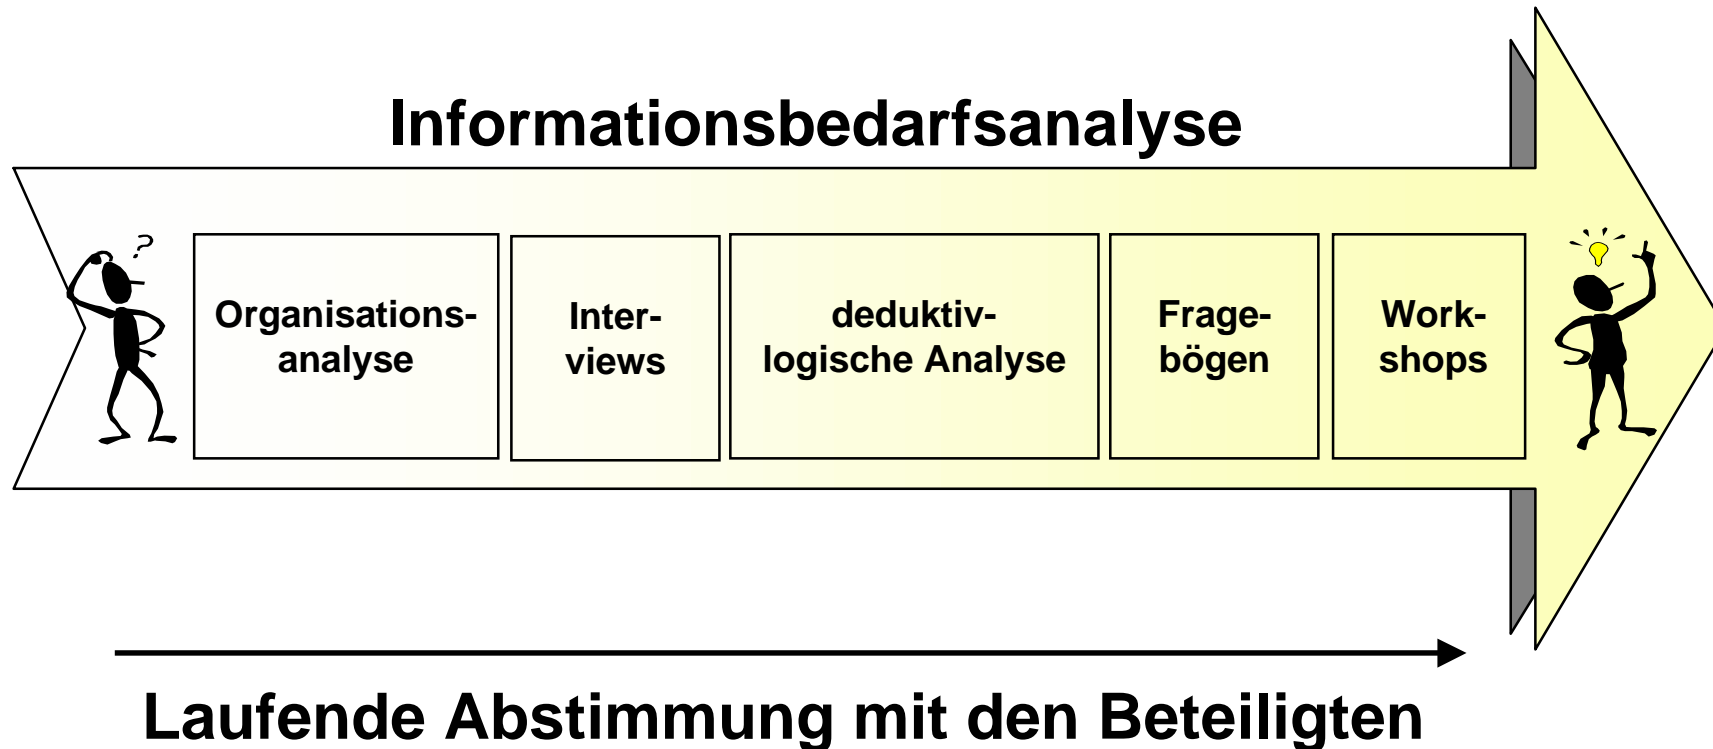 Informationsbedarfsanalyse
?
Organisations-
analyse
Inter-
views
deduktiv-
logische Analyse
Frage-
bögen
Work-
shops
Laufende Abstimmung mit den Beteiligten